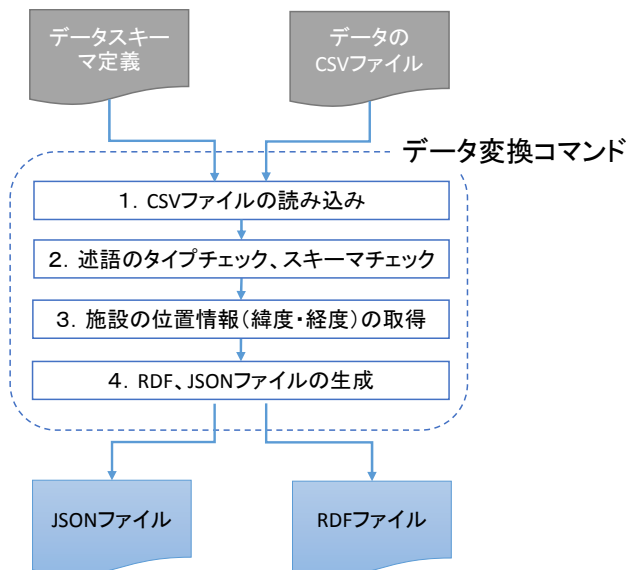 データスキー
マ定義
データの
CSVファイル
データ変換コマンド
１．CSVファイルの読み込み
２．述語のタイプチェック、スキーマチェック
３．施設の位置情報（緯度・経度）の取得
４．RDF、JSONファイルの生成
JSONファイル
RDFファイル